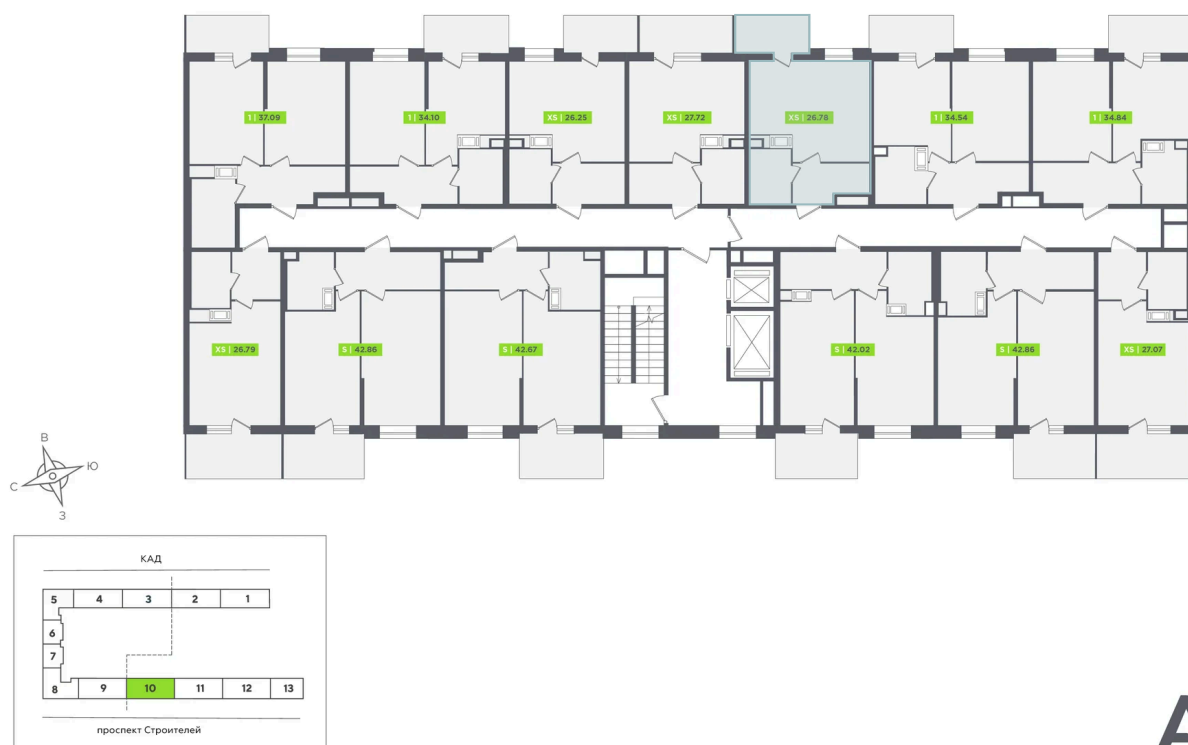 1 | 37.09
1 | 34.10
XS | 26.25
XS | 27.72
XS | 26.78
1 | 34.54
1 | 34.84
XS | 26.79
S | 42.86
S | 42.67
S | 42.02
S | 42.86
XS | 27.07
В
Ю
С
З
КАД
5 4 3 2 1
6
7
8 9 10 11 12 13
проспект Строителей